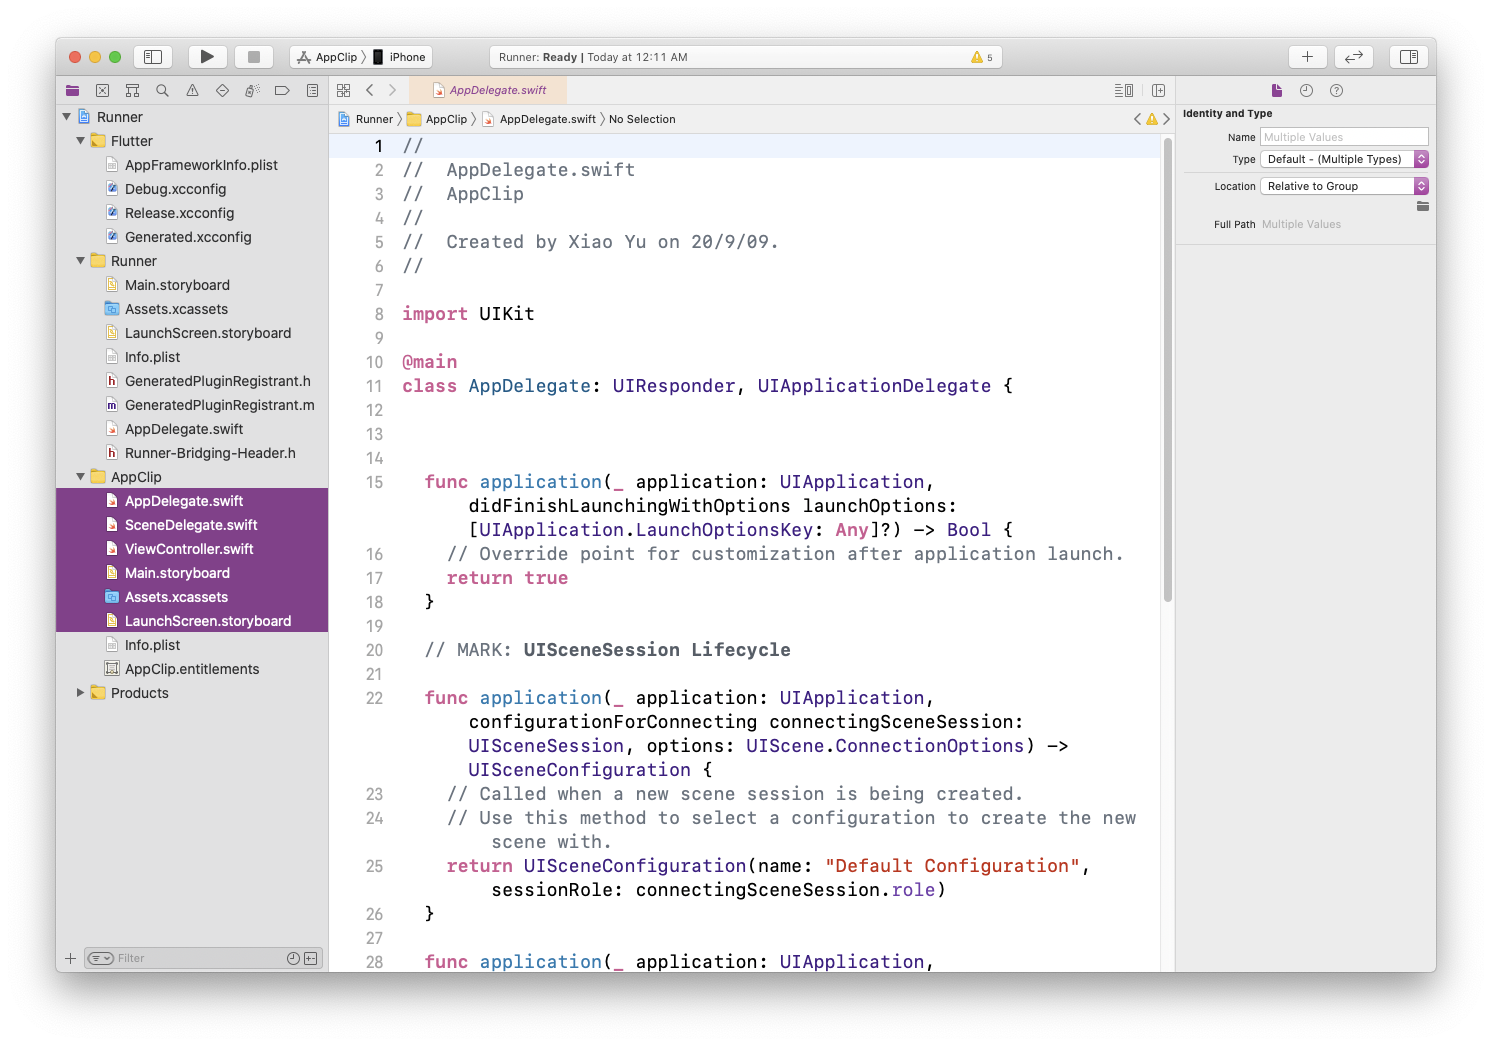 AppClip
iPhone
Runner: Ready | Today at 12:11 AM
5
Runner
Flutter
AppFrameworkInfo.plist
Debug.xcconfig
Release.xcconfig
Generated.xcconfig
Runner
Main.storyboard
Assets.xcassets
LaunchScreen.storyboard
Info.plist
GeneratedPluginRegistrant.h
GeneratedPluginRegistrant.m
AppDelegate.swift
Runner-Bridging-Header.h
AppClip
AppDelegate.swift
SceneDelegate.swift
ViewController.swift
Main.storyboard
Assets.xcassets
LaunchScreen.storyboard
Info.plist
AppClip.entitlements
Products
Filter
AppDelegate.swift
Runner AppClip AppDelegate.swift No Selection
1 //
2 //  AppDelegate.swift
3 //  AppClip
4 //
5 //  Created by Xiao Yu on 20/9/09.
6 //
7
8 import UIKit
9
10 @main
11 class AppDelegate: UIResponder, UIApplicationDelegate {
12
13
14
15 func application(_ application: UIApplication,
didFinishLaunchingWithOptions launchOptions:
[UIApplication.LaunchOptionsKey: Any]?) -> Bool {
16 // Override point for customization after application launch.
17 return true
18 }
19
20 // MARK: UISceneSession Lifecycle
21
22 func application(_ application: UIApplication,
configurationForConnecting connectingSceneSession:
UISceneSession, options: UIScene.ConnectionOptions) ->
UISceneConfiguration {
23 // Called when a new scene session is being created.
24 // Use this method to select a configuration to create the new
scene with.
25 return UISceneConfiguration(name: "Default Configuration",
sessionRole: connectingSceneSession.role)
26 }
27
28 func application(_ application: UIApplication,
Identity and Type
Name Multiple Values
Type Default - (Multiple Types)
Location Relative to Group
Full Path Multiple Values